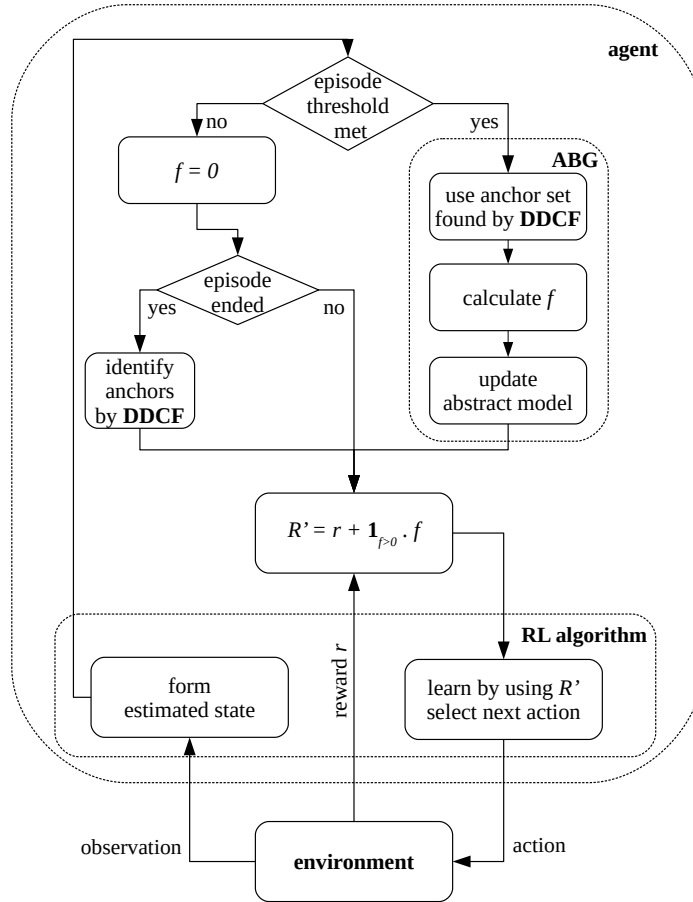 agent
episode
threshold
met
no
yes
f = 0
ABG
use anchor set
found by DDCF
episode
ended
yes
no
calculate f
identify
anchors
by DDCF
update
abstract model
R’ = r + 1f>0 . f
RL algorithm
form
estimated state
reward r
learn by using R’
select next action
observation
environment
action